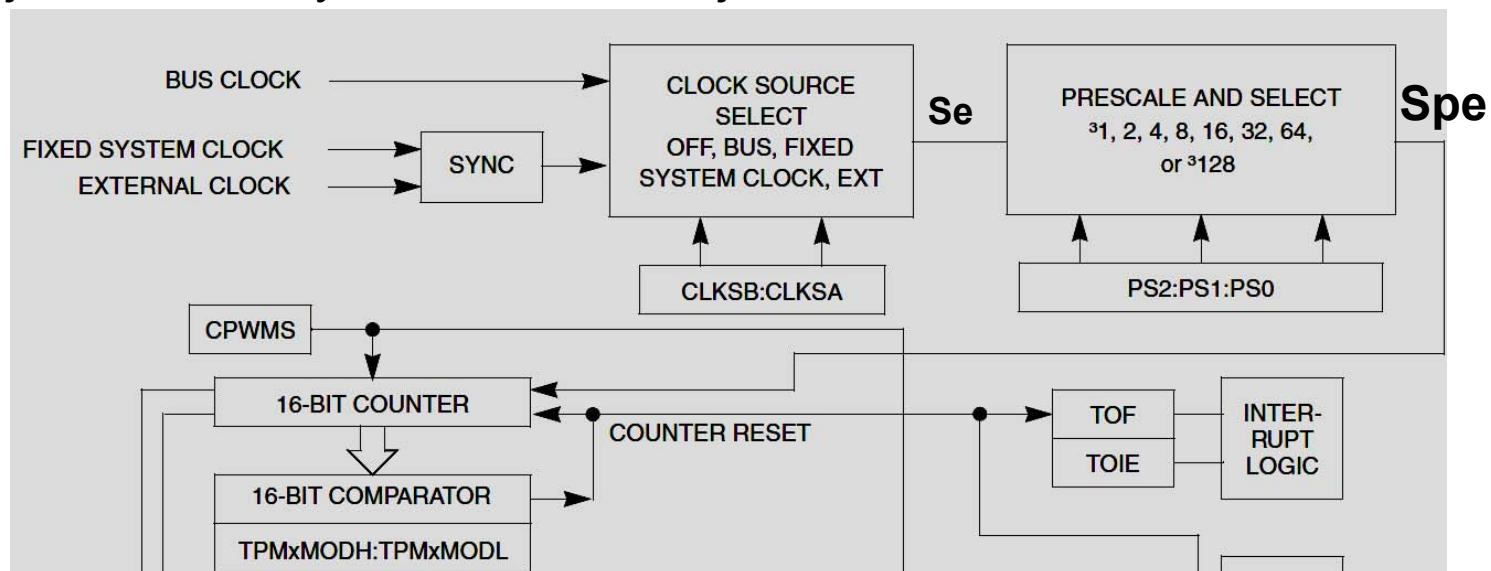 BUS CLOCK
FIXED SYSTEM CLOCK
EXTERNAL CLOCK
SYNC
CLOCK SOURCE
SELECT
OFF, BUS, FIXED
SYSTEM CLOCK, EXT
Se
PRESCALE AND SELECT
³1, 2, 4, 8, 16, 32, 64,
or ³128
Spe
CLKSB:CLKSA
PS2:PS1:PS0
CPWMS
16-BIT COUNTER
COUNTER RESET
TOF
TOIE
INTER-
RUPT
LOGIC
16-BIT COMPARATOR
TPMxMODH:TPMxMODL